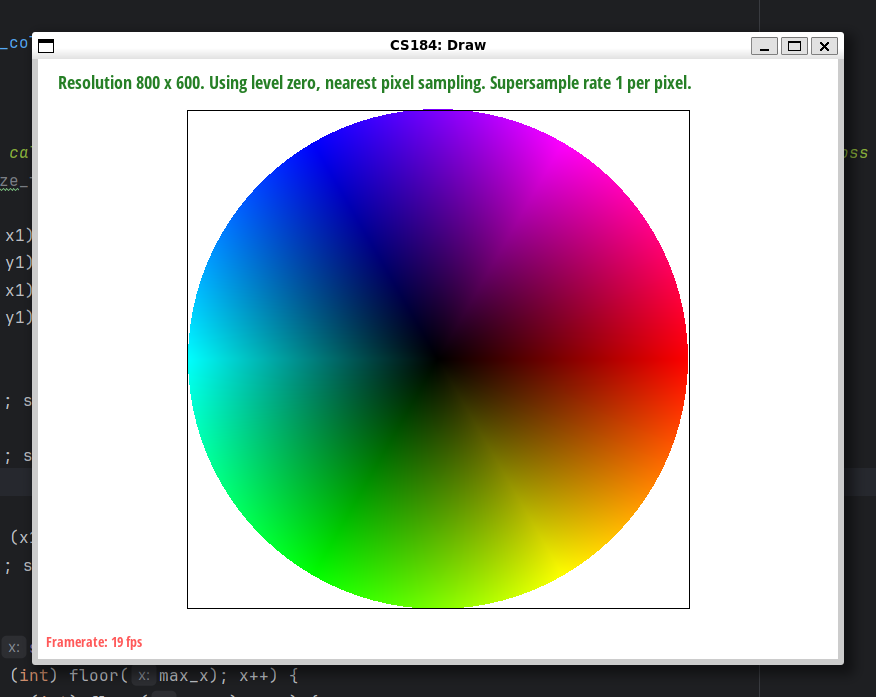 _co
CS184: Draw
Resolution 800 x 600. Using level zero, nearest pixel sampling. Supersample rate 1 per pixel.
ca
oss
ze_
x1)
y1)
x1)
y1)
; s
; s
(x1
; s
Framerate: 19 fps
x: s
(int) floor( x: max_x); x++) {